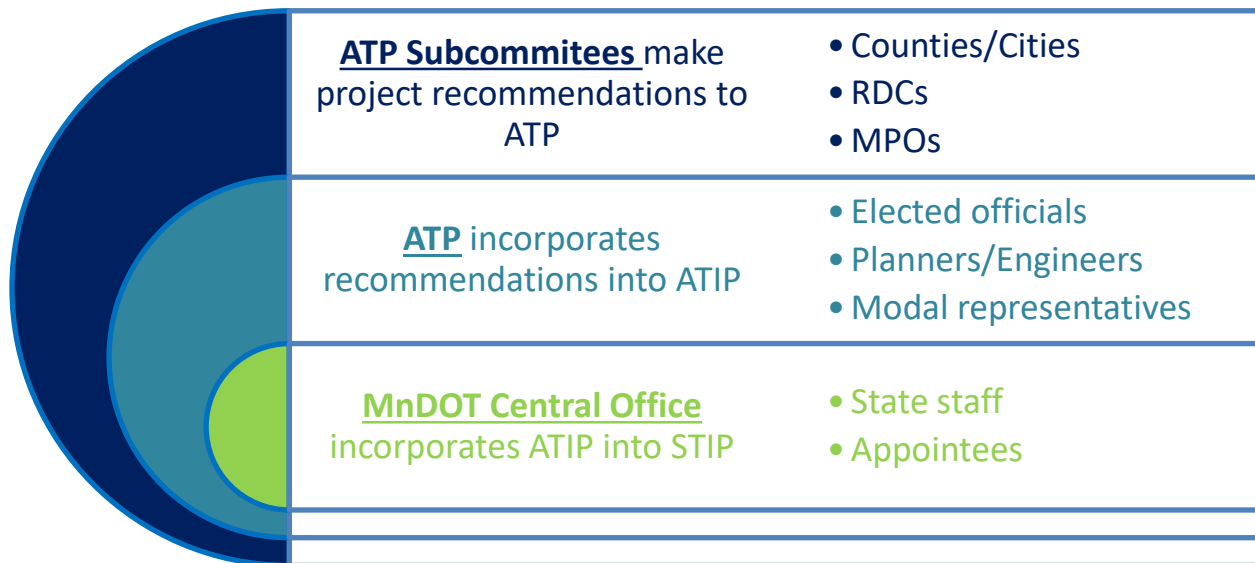 ATP Subcommitees make
project recommendations to
ATP
• Counties/Cities
• RDCs
• MPOs
ATP incorporates
recommendations into ATIP
• Elected officials
• Planners/Engineers
• Modal representatives
MnDOT Central Office
incorporates ATIP into STIP
• State staff
• Appointees